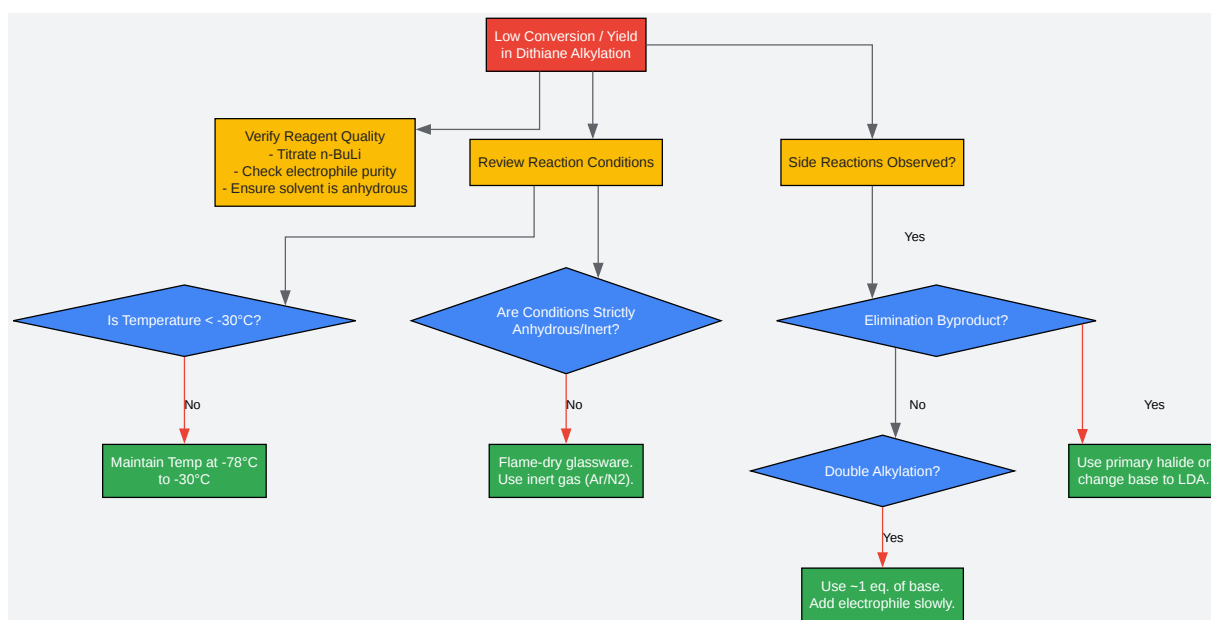 Low Conversion / Yield
in Dithiane Alkylation
Verify Reagent Quality
- Titrate n-BuLi
- Check electrophile purity
- Ensure solvent is anhydrous
Review Reaction Conditions
Side Reactions Observed?
Yes
Is Temperature < -30°C?
Are Conditions Strictly
Anhydrous/Inert?
Elimination Byproduct?
No
No
No
Yes
Maintain Temp at -78°C
to -30°C
Flame-dry glassware.
Use inert gas (Ar/N2).
Double Alkylation?
Use primary halide or
change base to LDA.
Yes
Use ~1 eq. of base.
Add electrophile slowly.